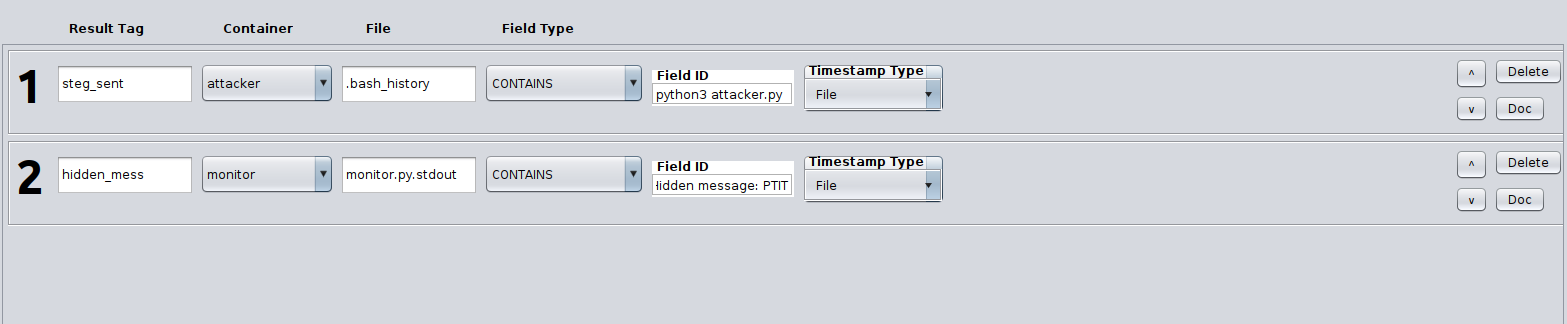 Result Tag Container File Field Type
1 steg_sent attacker .bash_history CONTAINS Field ID python3 attacker.py Timestamp Type File ^ v Delete Doc
2 hidden_mess monitor monitor.py.stdout CONTAINS Field ID message: PTIT Timestamp Type File ^ v Delete Doc